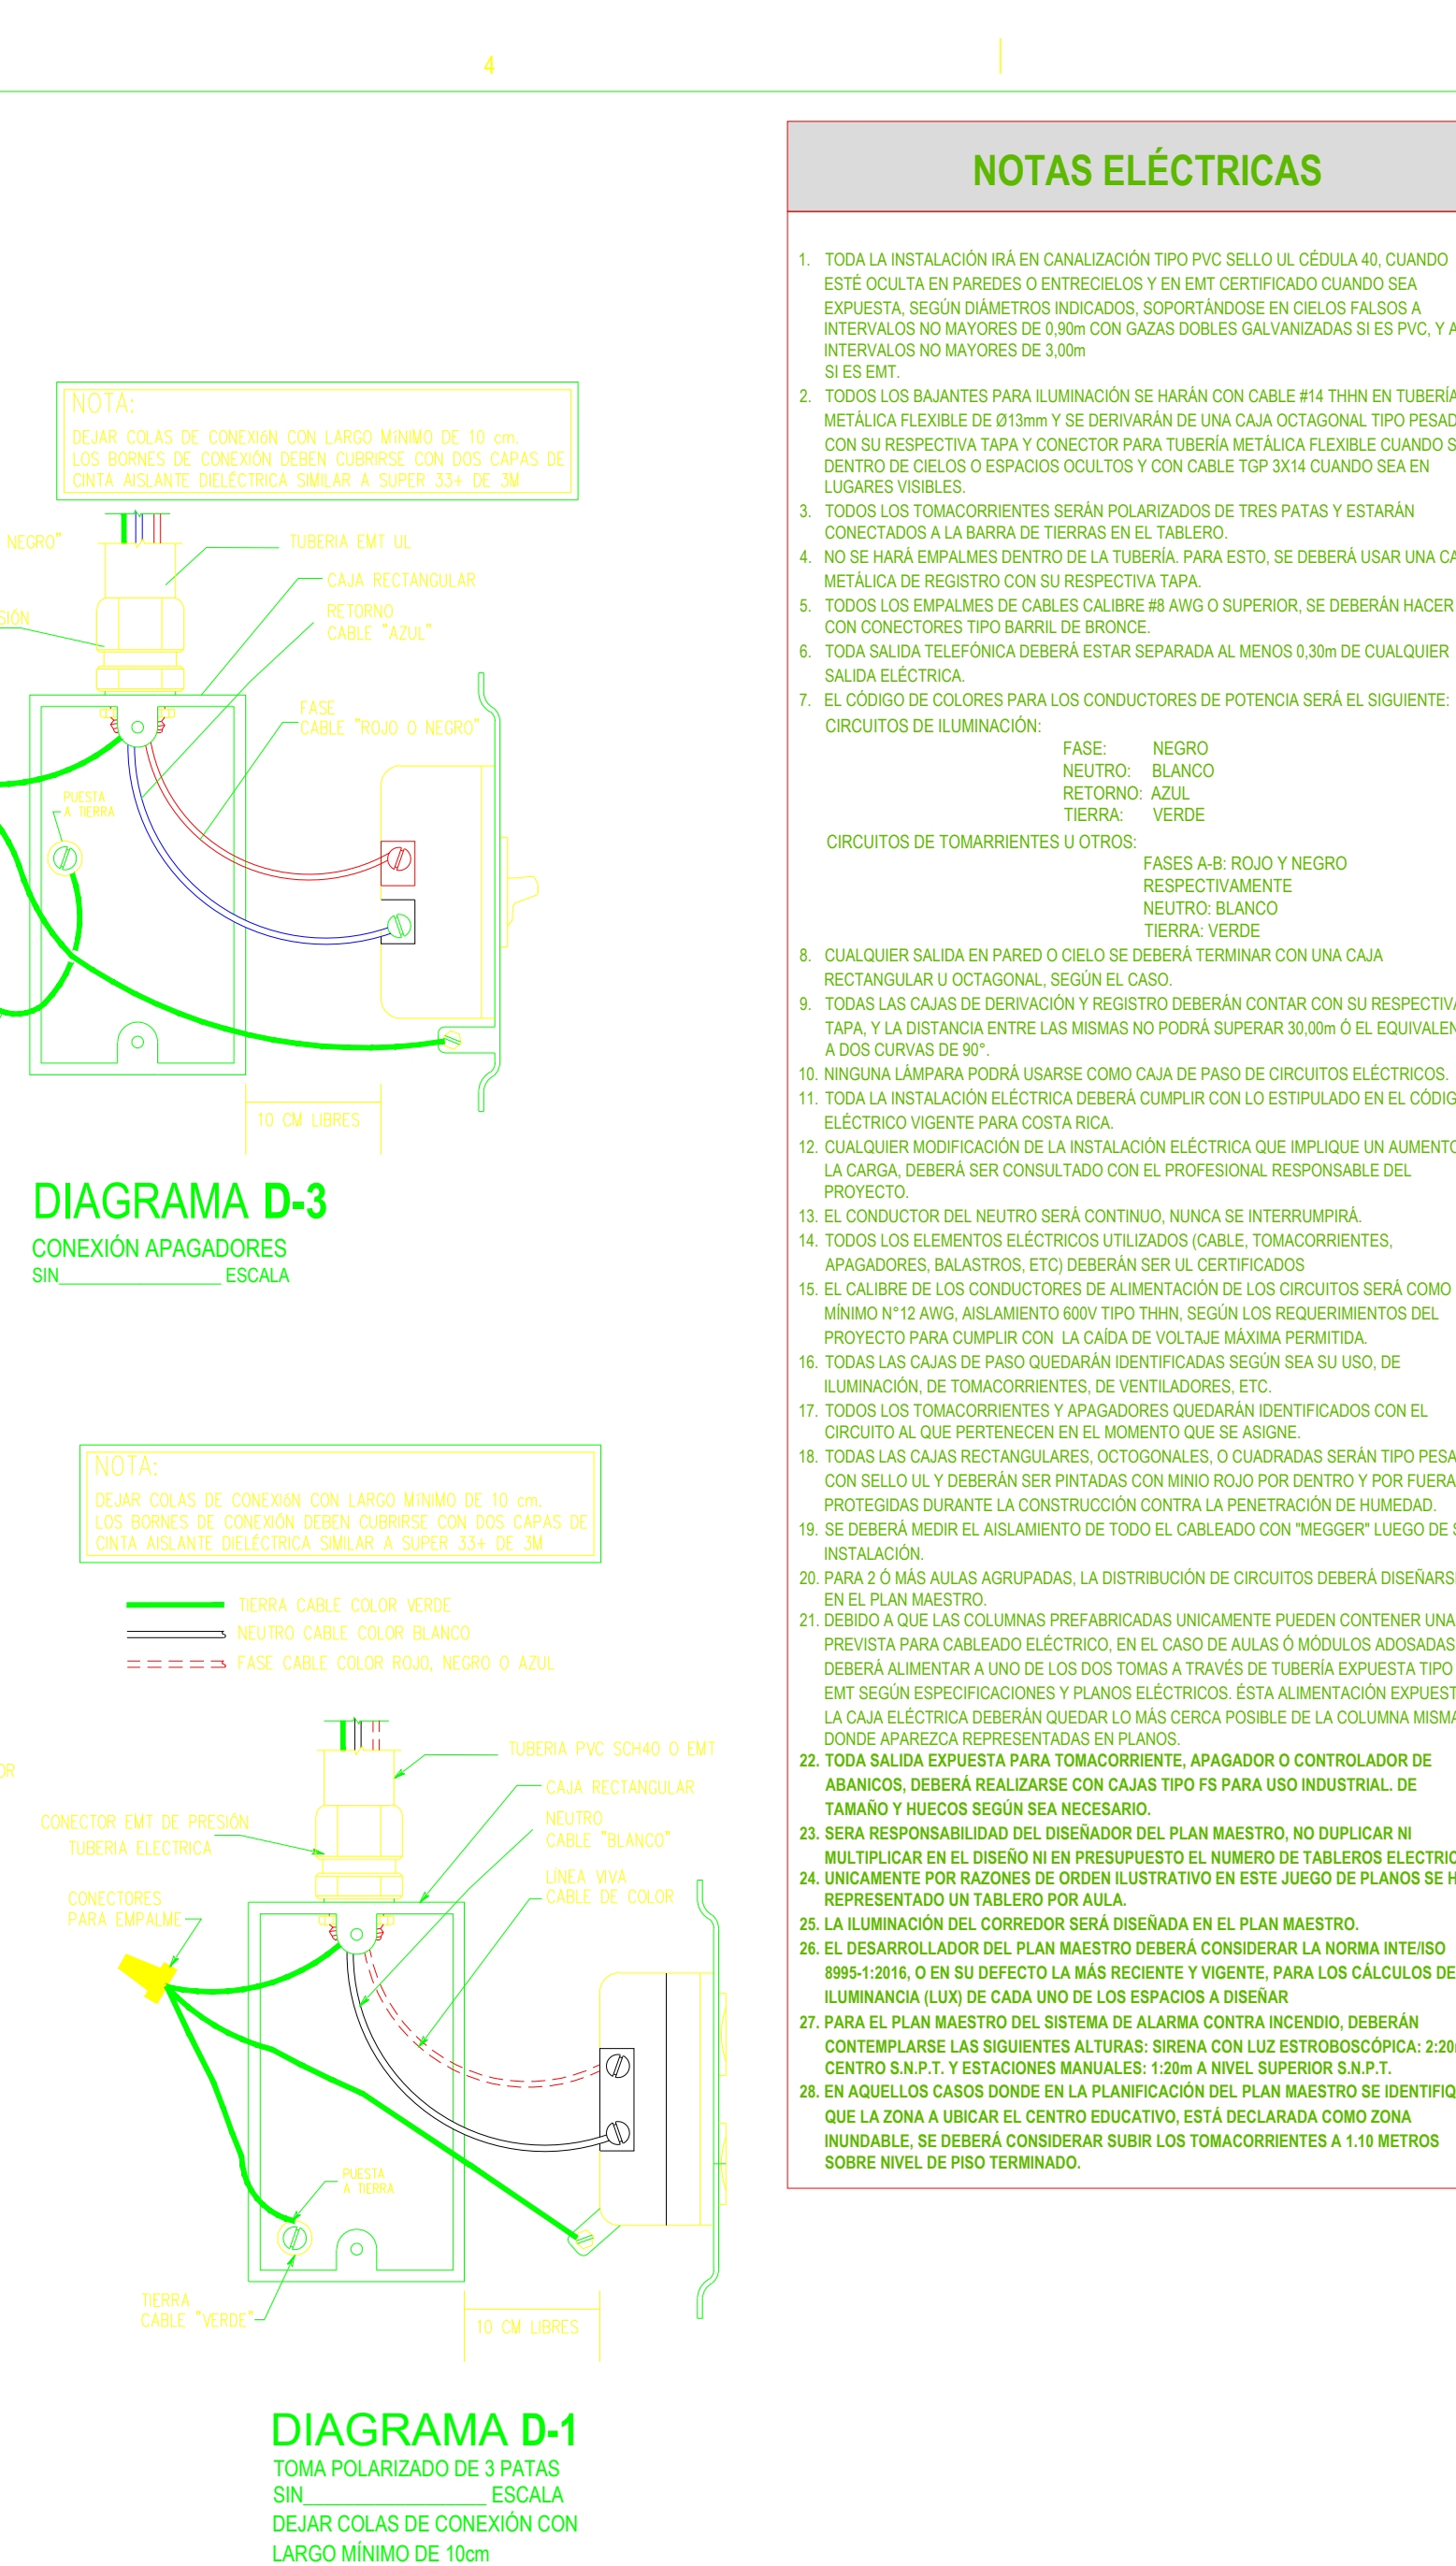 4
NOTA:
DEJAR COLAS DE CONEXIóN CON LARGO MíNIMO DE 10 cm.
LOS BORNES DE CONEXIÓN DEBEN CUBRIRSE CON DOS CAPAS DE
CINTA AISLANTE DIELÉCTRICA SIMILAR A SUPER 33+ DE 3M
NEGRO"
TUBERIA EMT UL
CAJA RECTANGULAR
RETORNO
CABLE "AZUL"
FASE
CABLE "ROJO O NEGRO"
PUESTA
A TIERRA
10 CM LIBRES
DIAGRAMA D-3
CONEXIÓN APAGADORES
SIN__________________ ESCALA
NOTA:
DEJAR COLAS DE CONEXIóN CON LARGO MíNIMO DE 10 cm.
LOS BORNES DE CONEXIÓN DEBEN CUBRIRSE CON DOS CAPAS DE
CINTA AISLANTE DIELÉCTRICA SIMILAR A SUPER 33+ DE 3M
TIERRA CABLE COLOR VERDE
NEUTRO CABLE COLOR BLANCO
FASE CABLE COLOR ROJO, NEGRO O AZUL
TUBERIA PVC SCH40 O EMT
CAJA RECTANGULAR
CONECTOR EMT DE PRESIÓN
TUBERIA ELECTRICA
NEUTRO
CABLE "BLANCO"
LINEA VIVA
CABLE DE COLOR
CONECTORES
PARA EMPALME
PUESTA
A TIERRA
TIERRA
CABLE "VERDE"
10 CM LIBRES
DIAGRAMA D-1
TOMA POLARIZADO DE 3 PATAS
SIN__________________ ESCALA
DEJAR COLAS DE CONEXIÓN CON
LARGO MÍNIMO DE 10cm
NOTAS ELÉCTRICAS
1. TODA LA INSTALACIÓN IRÁ EN CANALIZACIÓN TIPO PVC SELLO UL CÉDULA 40, CUANDO
ESTÉ OCULTA EN PAREDES O ENTRECIELOS Y EN EMT CERTIFICADO CUANDO SEA
EXPUESTA, SEGÚN DIÁMETROS INDICADOS, SOPORTÁNDOSE EN CIELOS FALSOS A
INTERVALOS NO MAYORES DE 0,90m CON GAZAS DOBLES GALVANIZADAS SI ES PVC, Y A
INTERVALOS NO MAYORES DE 3,00m
SI ES EMT.
2. TODOS LOS BAJANTES PARA ILUMINACIÓN SE HARÁN CON CABLE #14 THHN EN TUBERÍA
METÁLICA FLEXIBLE DE Ø13mm Y SE DERIVARÁN DE UNA CAJA OCTAGONAL TIPO PESAD
CON SU RESPECTIVA TAPA Y CONECTOR PARA TUBERÍA METÁLICA FLEXIBLE CUANDO S
DENTRO DE CIELOS O ESPACIOS OCULTOS Y CON CABLE TGP 3X14 CUANDO SEA EN
LUGARES VISIBLES.
3. TODOS LOS TOMACORRIENTES SERÁN POLARIZADOS DE TRES PATAS Y ESTARÁN
CONECTADOS A LA BARRA DE TIERRAS EN EL TABLERO.
4. NO SE HARÁ EMPALMES DENTRO DE LA TUBERÍA. PARA ESTO, SE DEBERÁ USAR UNA CA
METÁLICA DE REGISTRO CON SU RESPECTIVA TAPA.
5. TODOS LOS EMPALMES DE CABLES CALIBRE #8 AWG O SUPERIOR, SE DEBERÁN HACER
CON CONECTORES TIPO BARRIL DE BRONCE.
6. TODA SALIDA TELEFÓNICA DEBERÁ ESTAR SEPARADA AL MENOS 0,30m DE CUALQUIER
SALIDA ELÉCTRICA.
7. EL CÓDIGO DE COLORES PARA LOS CONDUCTORES DE POTENCIA SERÁ EL SIGUIENTE:
CIRCUITOS DE ILUMINACIÓN:
FASE: NEGRO
NEUTRO: BLANCO
RETORNO: AZUL
TIERRA: VERDE
CIRCUITOS DE TOMARRIENTES U OTROS:
FASES A-B: ROJO Y NEGRO
RESPECTIVAMENTE
NEUTRO: BLANCO
TIERRA: VERDE
8. CUALQUIER SALIDA EN PARED O CIELO SE DEBERÁ TERMINAR CON UNA CAJA
RECTANGULAR U OCTAGONAL, SEGÚN EL CASO.
9. TODAS LAS CAJAS DE DERIVACIÓN Y REGISTRO DEBERÁN CONTAR CON SU RESPECTIVA
TAPA, Y LA DISTANCIA ENTRE LAS MISMAS NO PODRÁ SUPERAR 30,00m Ó EL EQUIVALEN
A DOS CURVAS DE 90°.
10. NINGUNA LÁMPARA PODRÁ USARSE COMO CAJA DE PASO DE CIRCUITOS ELÉCTRICOS.
11. TODA LA INSTALACIÓN ELÉCTRICA DEBERÁ CUMPLIR CON LO ESTIPULADO EN EL CÓDIG
ELÉCTRICO VIGENTE PARA COSTA RICA.
12. CUALQUIER MODIFICACIÓN DE LA INSTALACIÓN ELÉCTRICA QUE IMPLIQUE UN AUMENTO
LA CARGA, DEBERÁ SER CONSULTADO CON EL PROFESIONAL RESPONSABLE DEL
PROYECTO.
13. EL CONDUCTOR DEL NEUTRO SERÁ CONTINUO, NUNCA SE INTERRUMPIRÁ.
14. TODOS LOS ELEMENTOS ELÉCTRICOS UTILIZADOS (CABLE, TOMACORRIENTES,
APAGADORES, BALASTROS, ETC) DEBERÁN SER UL CERTIFICADOS
15. EL CALIBRE DE LOS CONDUCTORES DE ALIMENTACIÓN DE LOS CIRCUITOS SERÁ COMO
MÍNIMO N°12 AWG, AISLAMIENTO 600V TIPO THHN, SEGÚN LOS REQUERIMIENTOS DEL
PROYECTO PARA CUMPLIR CON LA CAÍDA DE VOLTAJE MÁXIMA PERMITIDA.
16. TODAS LAS CAJAS DE PASO QUEDARÁN IDENTIFICADAS SEGÚN SEA SU USO, DE
ILUMINACIÓN, DE TOMACORRIENTES, DE VENTILADORES, ETC.
17. TODOS LOS TOMACORRIENTES Y APAGADORES QUEDARÁN IDENTIFICADOS CON EL
CIRCUITO AL QUE PERTENECEN EN EL MOMENTO QUE SE ASIGNE.
18. TODAS LAS CAJAS RECTANGULARES, OCTOGONALES, O CUADRADAS SERÁN TIPO PESA
CON SELLO UL Y DEBERÁN SER PINTADAS CON MINIO ROJO POR DENTRO Y POR FUERA
PROTEGIDAS DURANTE LA CONSTRUCCIÓN CONTRA LA PENETRACIÓN DE HUMEDAD.
19. SE DEBERÁ MEDIR EL AISLAMIENTO DE TODO EL CABLEADO CON "MEGGER" LUEGO DE S
INSTALACIÓN.
20. PARA 2 Ó MÁS AULAS AGRUPADAS, LA DISTRIBUCIÓN DE CIRCUITOS DEBERÁ DISEÑARS
EN EL PLAN MAESTRO.
21. DEBIDO A QUE LAS COLUMNAS PREFABRICADAS UNICAMENTE PUEDEN CONTENER UNA
PREVISTA PARA CABLEADO ELÉCTRICO, EN EL CASO DE AULAS Ó MÓDULOS ADOSADAS
DEBERÁ ALIMENTAR A UNO DE LOS DOS TOMAS A TRAVÉS DE TUBERÍA EXPUESTA TIPO
EMT SEGÚN ESPECIFICACIONES Y PLANOS ELÉCTRICOS. ÉSTA ALIMENTACIÓN EXPUEST
LA CAJA ELÉCTRICA DEBERÁN QUEDAR LO MÁS CERCA POSIBLE DE LA COLUMNA MISMA
DONDE APAREZCA REPRESENTADAS EN PLANOS.
22. TODA SALIDA EXPUESTA PARA TOMACORRIENTE, APAGADOR O CONTROLADOR DE
ABANICOS, DEBERÁ REALIZARSE CON CAJAS TIPO FS PARA USO INDUSTRIAL. DE
TAMAÑO Y HUECOS SEGÚN SEA NECESARIO.
23. SERA RESPONSABILIDAD DEL DISEÑADOR DEL PLAN MAESTRO, NO DUPLICAR NI
MULTIPLICAR EN EL DISEÑO NI EN PRESUPUESTO EL NUMERO DE TABLEROS ELECTRIC
24. UNICAMENTE POR RAZONES DE ORDEN ILUSTRATIVO EN ESTE JUEGO DE PLANOS SE H
REPRESENTADO UN TABLERO POR AULA.
25. LA ILUMINACIÓN DEL CORREDOR SERÁ DISEÑADA EN EL PLAN MAESTRO.
26. EL DESARROLLADOR DEL PLAN MAESTRO DEBERÁ CONSIDERAR LA NORMA INTE/ISO
8995-1:2016, O EN SU DEFECTO LA MÁS RECIENTE Y VIGENTE, PARA LOS CÁLCULOS DE
ILUMINANCIA (LUX) DE CADA UNO DE LOS ESPACIOS A DISEÑAR
27. PARA EL PLAN MAESTRO DEL SISTEMA DE ALARMA CONTRA INCENDIO, DEBERÁN
CONTEMPLARSE LAS SIGUIENTES ALTURAS: SIRENA CON LUZ ESTROBOSCÓPICA: 2:20
CENTRO S.N.P.T. Y ESTACIONES MANUALES: 1:20m A NIVEL SUPERIOR S.N.P.T.
28. EN AQUELLOS CASOS DONDE EN LA PLANIFICACIÓN DEL PLAN MAESTRO SE IDENTIFIQ
QUE LA ZONA A UBICAR EL CENTRO EDUCATIVO, ESTÁ DECLARADA COMO ZONA
INUNDABLE, SE DEBERÁ CONSIDERAR SUBIR LOS TOMACORRIENTES A 1.10 METROS
SOBRE NIVEL DE PISO TERMINADO.